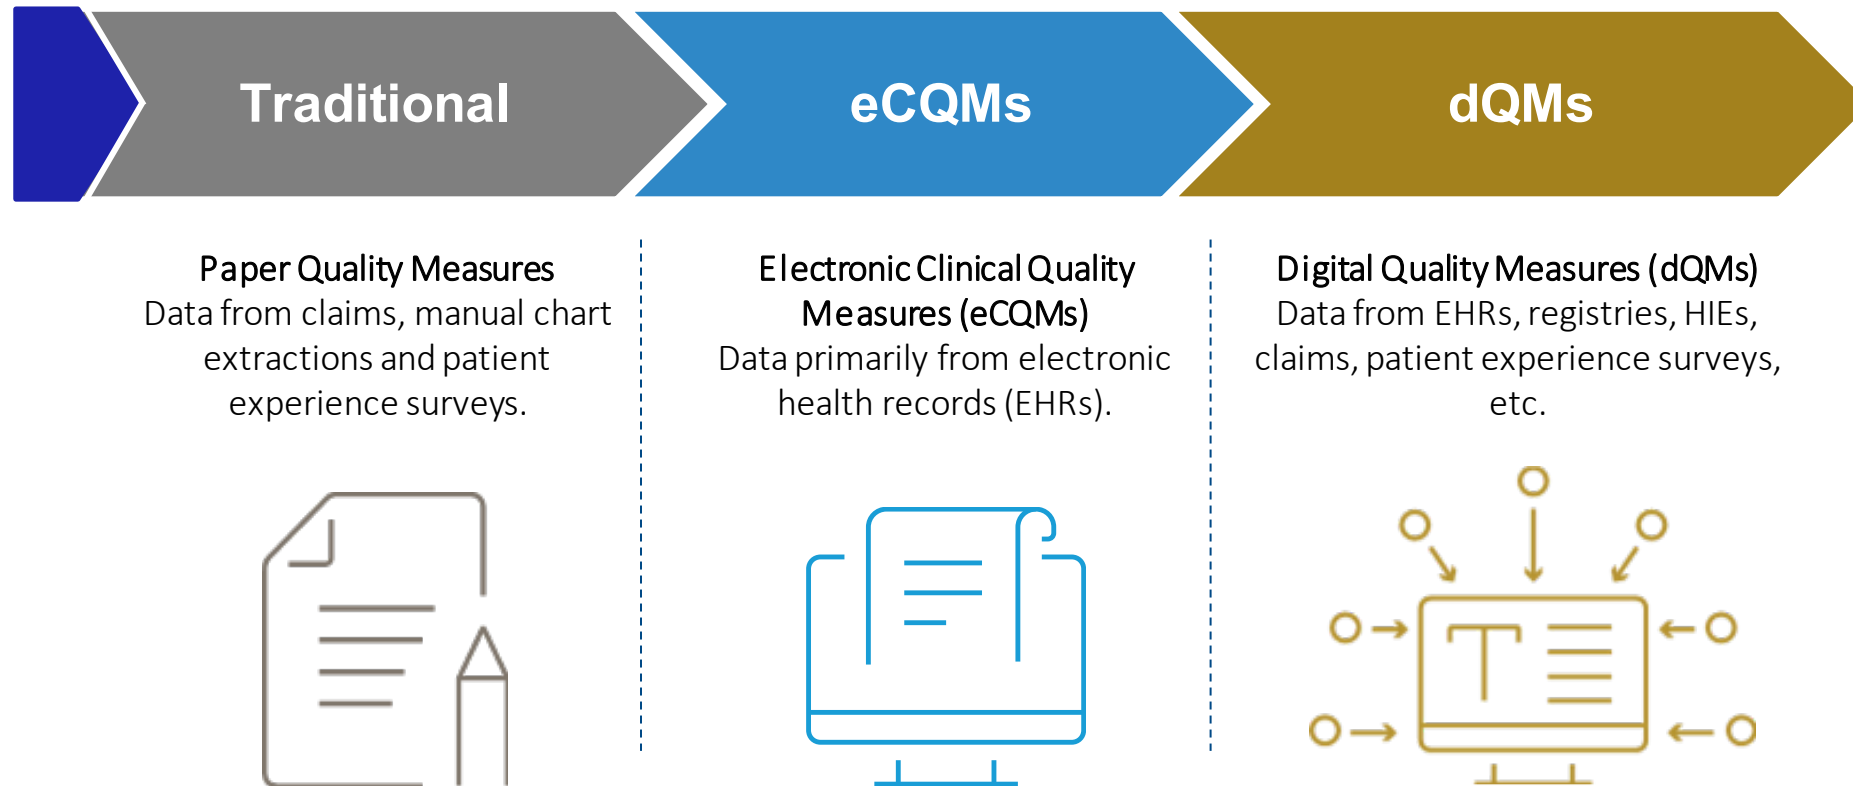 Traditional
eCQMs
dQMs
Paper Quality Measures
Data from claims, manual chart
extractions and patient
experience surveys.
Electronic Clinical Quality
Measures (eCQMs)
Data primarily from electronic
health records (EHRs).
Digital Quality Measures (dQMs)
Data from EHRs, registries, HIEs,
claims, patient experience surveys,
etc.
T